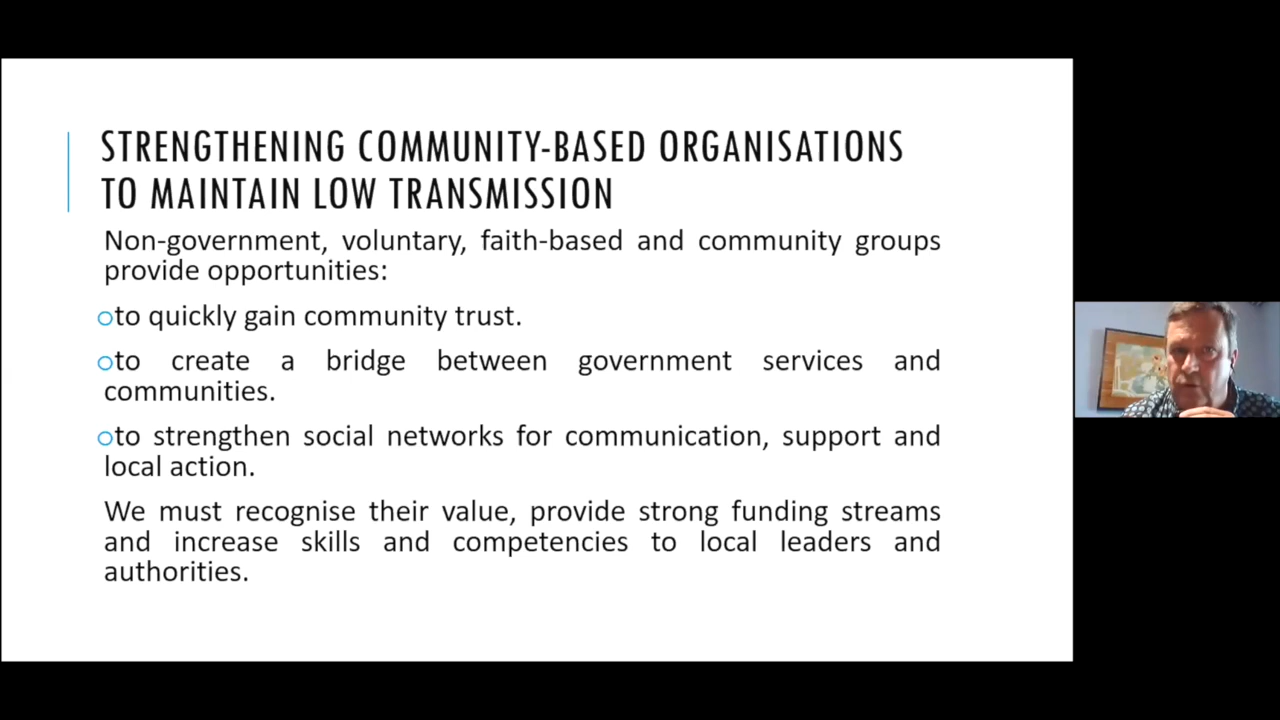 STRENGTHENING COMMUNITY-BASED ORGANISATIONS
TO MAINTAIN LOW TRANSMISSION
Non-government, voluntary, faith-based and community groups
provide opportunities:
to quickly gain community trust.
to create a bridge between government services and
communities.
to strengthen social networks for communication, support and
local action.
We must recognise their value, provide strong funding streams
and increase skills and competencies to local leaders and
authorities.